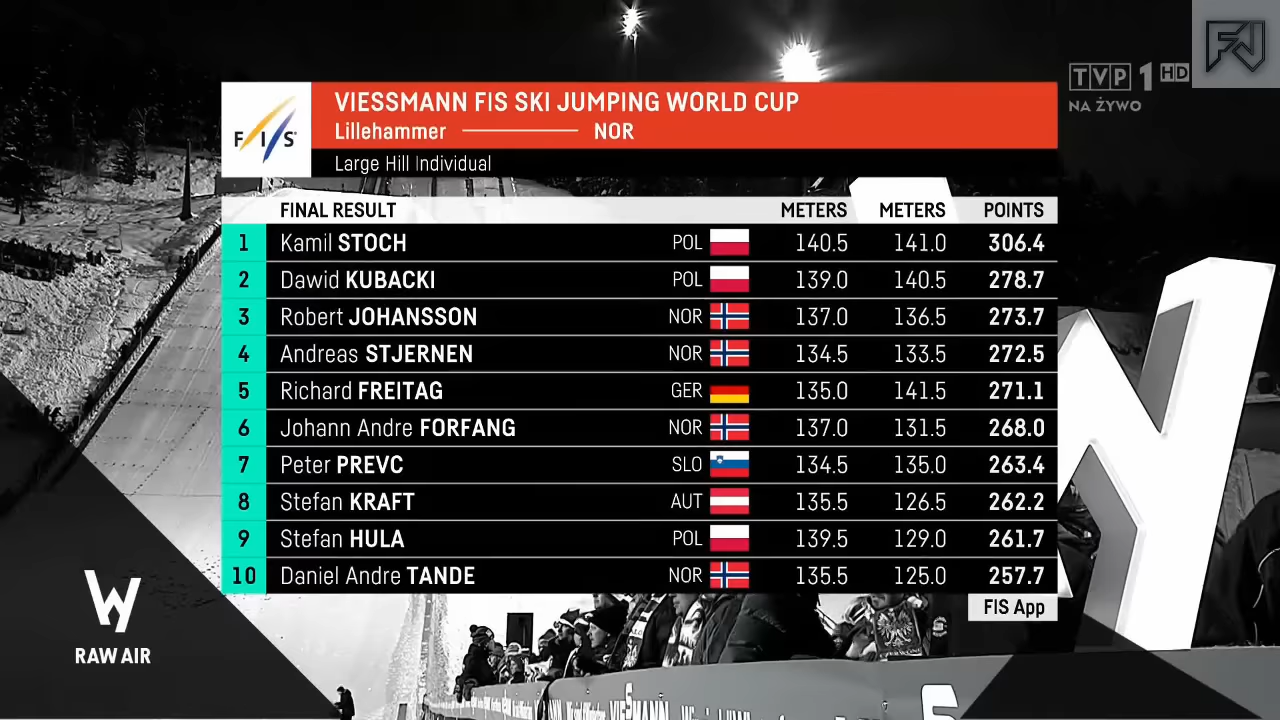 TVP 1 HD
NA ŻYWO
FIS
VIESSMANN FIS SKI JUMPING WORLD CUP
Lillehammer NOR
Large Hill Individual
FINAL RESULT METERS METERS POINTS
1 Kamil STOCH POL 140.5 141.0 306.4
2 Dawid KUBACKI POL 139.0 140.5 278.7
3 Robert JOHANSSON NOR 137.0 136.5 273.7
4 Andreas STJERNEN NOR 134.5 133.5 272.5
5 Richard FREITAG GER 135.0 141.5 271.1
6 Johann Andre FORFANG NOR 137.0 131.5 268.0
7 Peter PREVC SLO 134.5 135.0 263.4
8 Stefan KRAFT AUT 135.5 126.5 262.2
9 Stefan HULA POL 139.5 129.0 261.7
10 Daniel Andre TANDE NOR 135.5 125.0 257.7
FIS App
RAW AIR
VIESSMANN